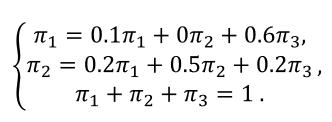 π₁ = 0.1π₁ + 0π₂ + 0.6π₃,
π₂ = 0.2π₁ + 0.5π₂ + 0.2π₃ ,
π₁ + π₂ + π₃ = 1 .